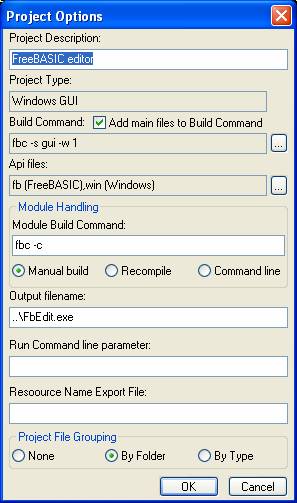 Project Options
Project Description:
FreeBASIC editor
Project Type:
Windows GUI
Build Command: Add main files to Build Command
fbc -s gui -w 1 ...
Api files:
fb (FreeBASIC),win (Windows) ...
Module Handling
Module Build Command:
fbc -c
Manual build Recompile Command line
Output filename:
..\FbEdit.exe
Run Command line parameter:
Resoource Name Export File:
Project File Grouping
None By Folder By Type
OK Cancel